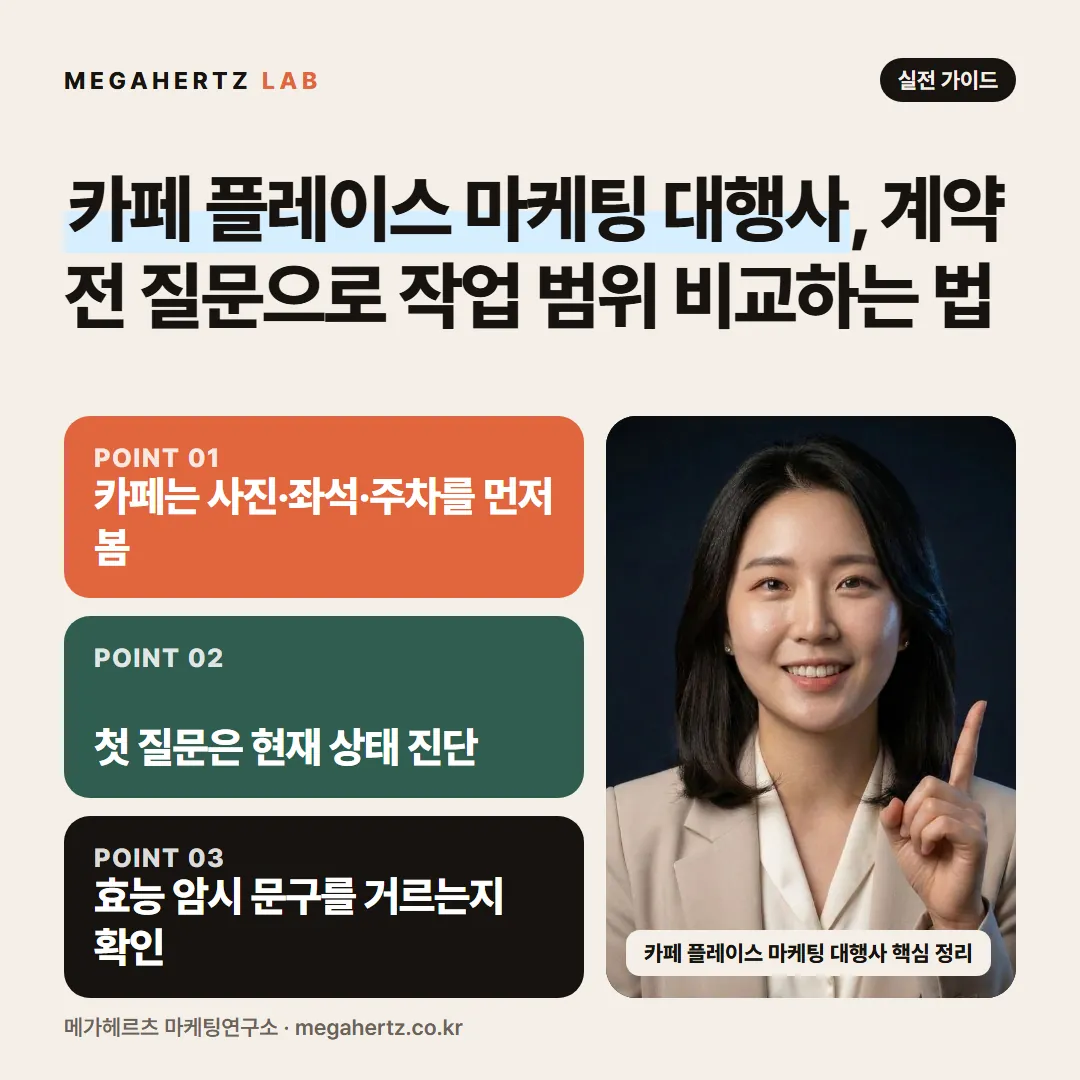 MEGAHERTZ LAB
실전 가이드
카페 플레이스 마케팅 대행사, 계약
전 질문으로 작업 범위 비교하는 법
POINT 01
카페는 사진·좌석·주차를 먼저
봄
POINT 02
첫 질문은 현재 상태 진단
POINT 03
효능 암시 문구를 거르는지
확인
카페 플레이스 마케팅 대행사 핵심 정리
메가헤르츠 마케팅연구소 · megahertz.co.kr